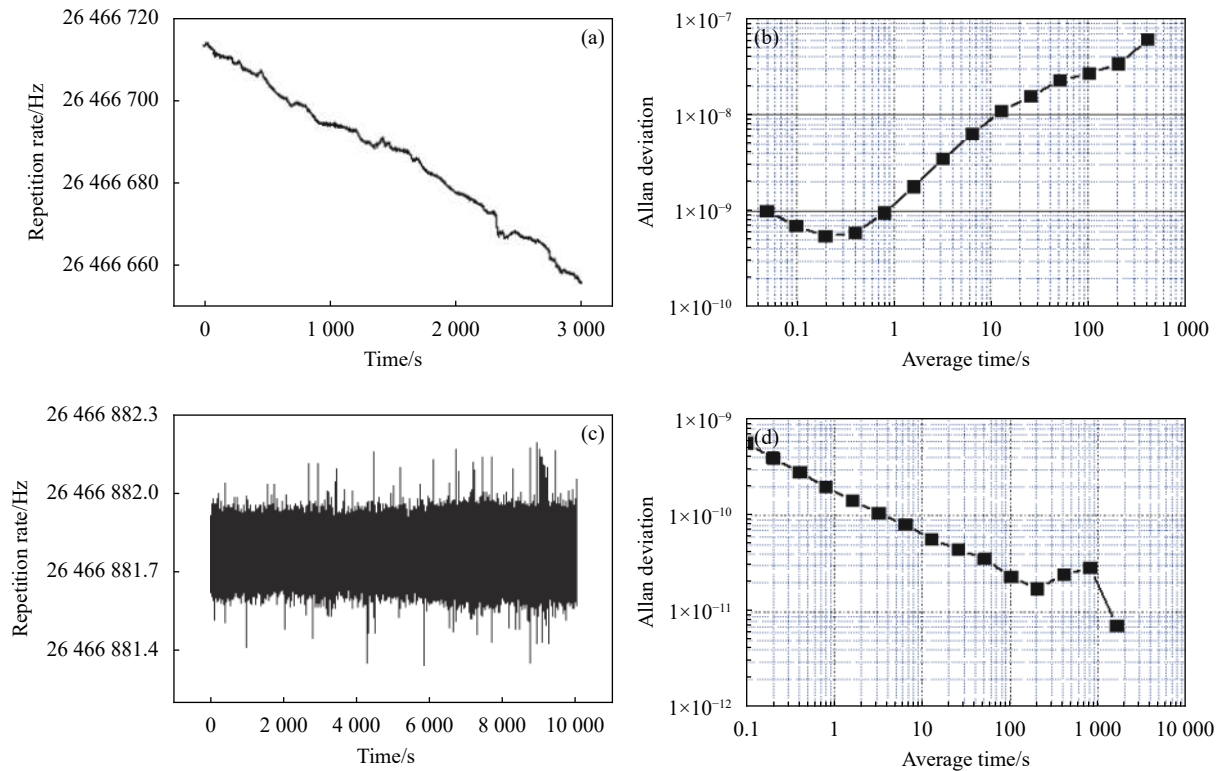 (a)
26 466 720
26 466 700
26 466 680
26 466 660
Repetition rate/Hz
0 1 000 2 000 3 000
Time/s
(b)
1×10⁻⁷
1×10⁻⁸
1×10⁻⁹
1×10⁻¹⁰
Allan deviation
0.1 1 10 100 1 000
Average time/s
(c)
26 466 882.3
26 466 882.0
26 466 881.7
26 466 881.4
Repetition rate/Hz
0 2 000 4 000 6 000 8 000 10 000
Time/s
(d)
1×10⁻⁹
1×10⁻¹⁰
1×10⁻¹¹
1×10⁻¹²
Allan deviation
0.1 1 10 100 1 000 10 000
Average time/s